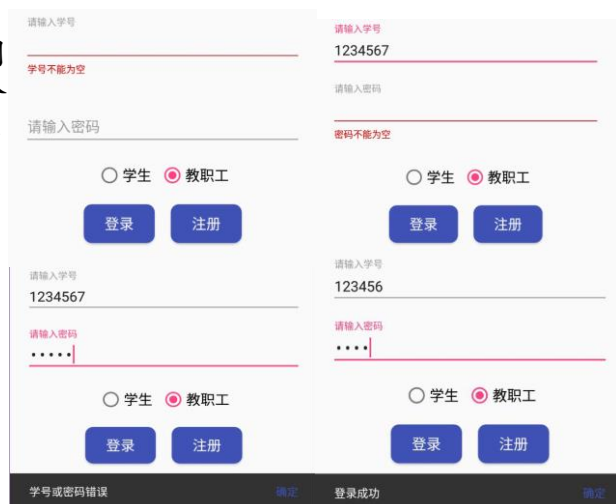 请输入学号
学号不能为空
请输入密码
学生 教职工
登录 注册
请输入学号
1234567
请输入密码
密码不能为空
学生 教职工
登录 注册
请输入学号
1234567
请输入密码
•••••
学生 教职工
登录 注册
学号或密码错误 确定
请输入学号
123456
请输入密码
••••
学生 教职工
登录 注册
登录成功 确定